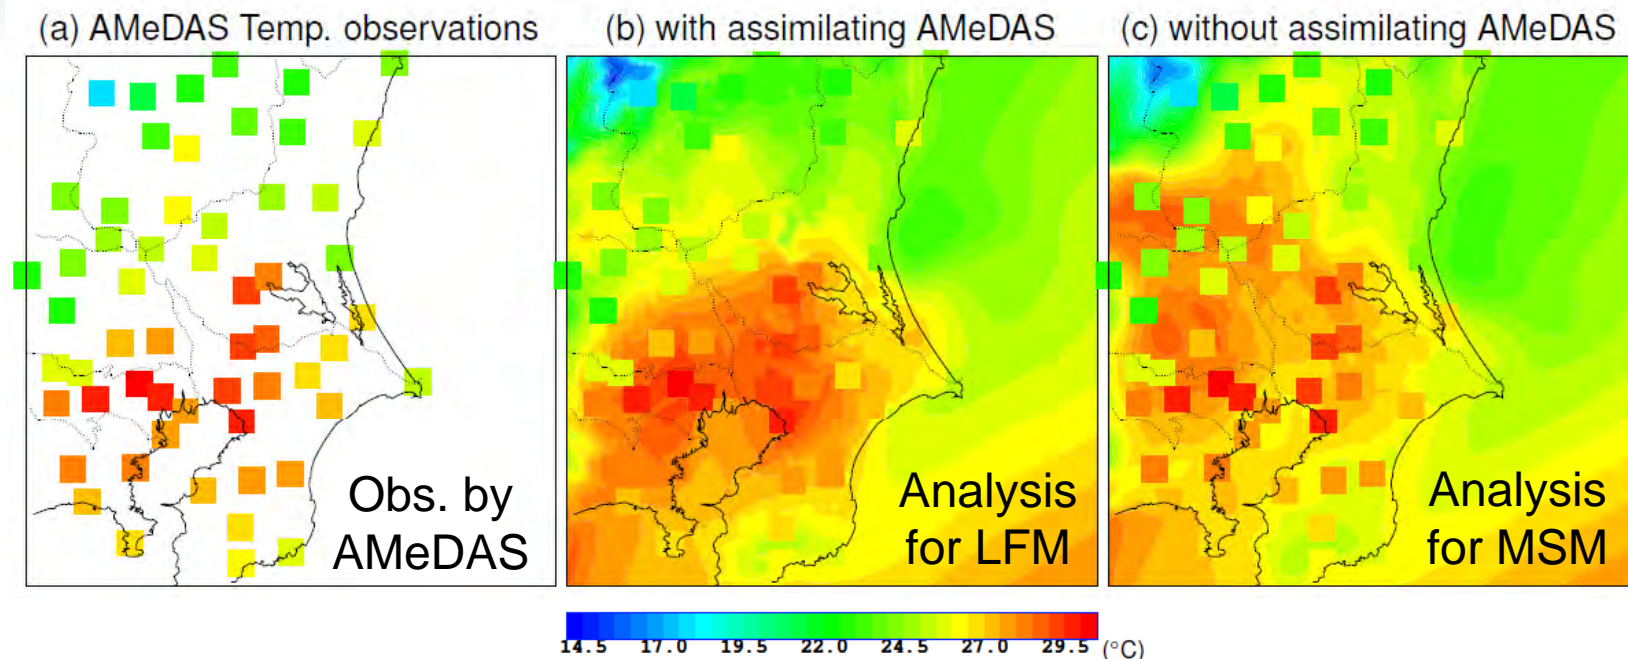 (a) AMeDAS Temp. observations
(b) with assimilating AMeDAS
(c) without assimilating AMeDAS
Obs. by
AMeDAS
Analysis
for LFM
Analysis
for MSM
14.5 17.0 19.5 22.0 24.5 27.0 29.5 (°C)